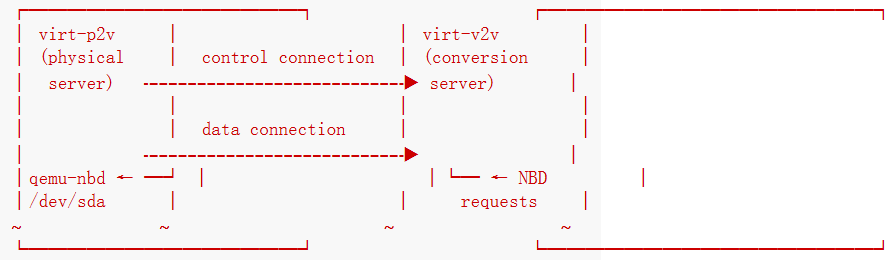 virt-p2v virt-v2v
(physical control connection (conversion
server) server)
data connection
qemu-nbd ← ← NBD
/dev/sda requests
~ ~ ~ ~